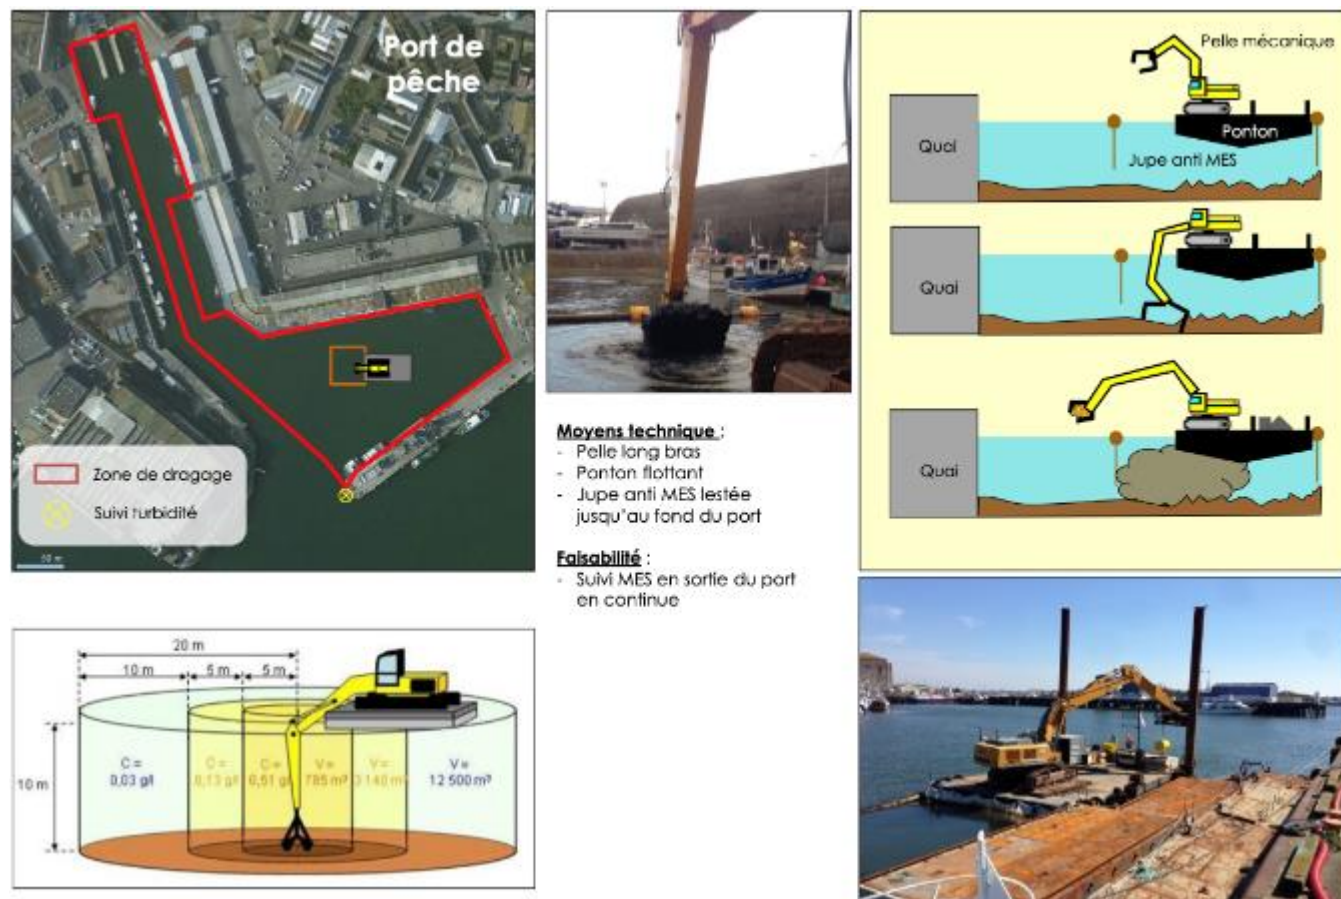 Port de
pêche
Zone de dragage
Suivi turbidité
50 m
Moyens technique :
- Pelle long bras
- Ponton flottant
- Jupe anti MES lestée
jusqu'au fond du port
Faisabilité :
- Suivi MES en sortie du port
en continue
Pelle mécanique
Quai
Ponton
Jupe anti MES
Quai
Quai
20 m
10 m
5 m
5 m
10 m
C =
0,03 g/l
C =
0,13 g/l
C =
0,51 g/l
V =
785 m³
V =
3 140 m³
V =
12 500 m³